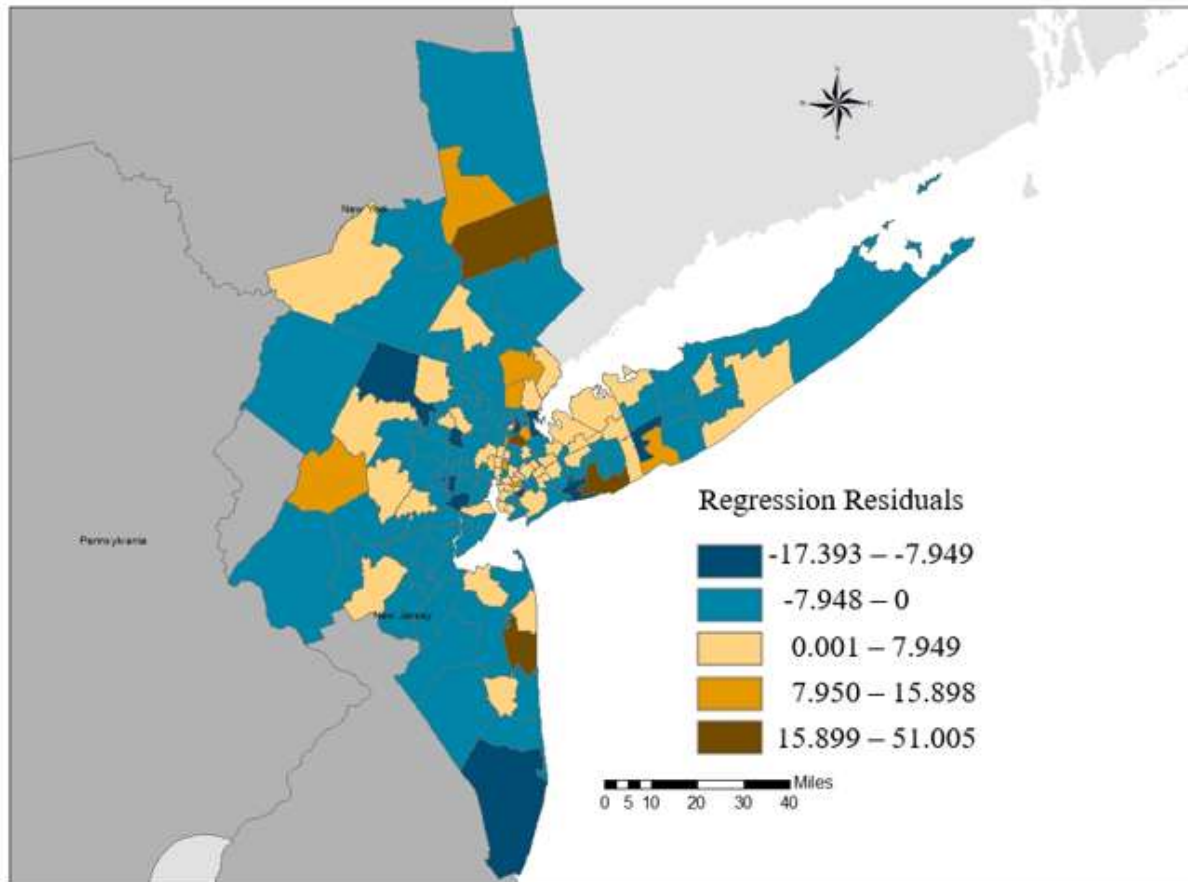 N
New York
Pennsylvania
New Jersey
Regression Residuals
-17.393 – -7.949
-7.948 – 0
0.001 – 7.949
7.950 – 15.898
15.899 – 51.005
Miles
0 5 10 20 30 40